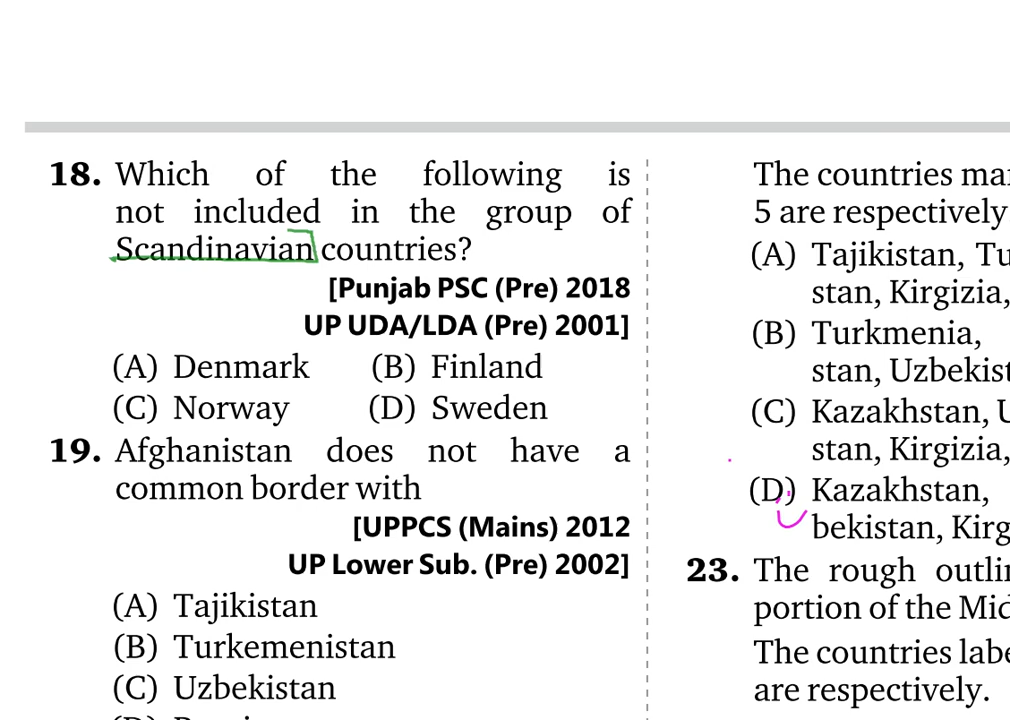 18. Which of the following is
not included in the group of
Scandinavian countries?
[Punjab PSC (Pre) 2018
UP UDA/LDA (Pre) 2001]
(A) Denmark (B) Finland
(C) Norway (D) Sweden
19. Afghanistan does not have a
common border with
[UPPCS (Mains) 2012
UP Lower Sub. (Pre) 2002]
(A) Tajikistan
(B) Turkemenistan
(C) Uzbekistan
The countries
5 are respectively
(A) Tajikistan,
stan, Kirgizia,
(B) Turkmenia,
stan,
(C) Kazakhstan,
stan, Kirgizia,
(D) Kazakhstan,
bekistan,
23. The rough
portion of the
The countries
are respectively.